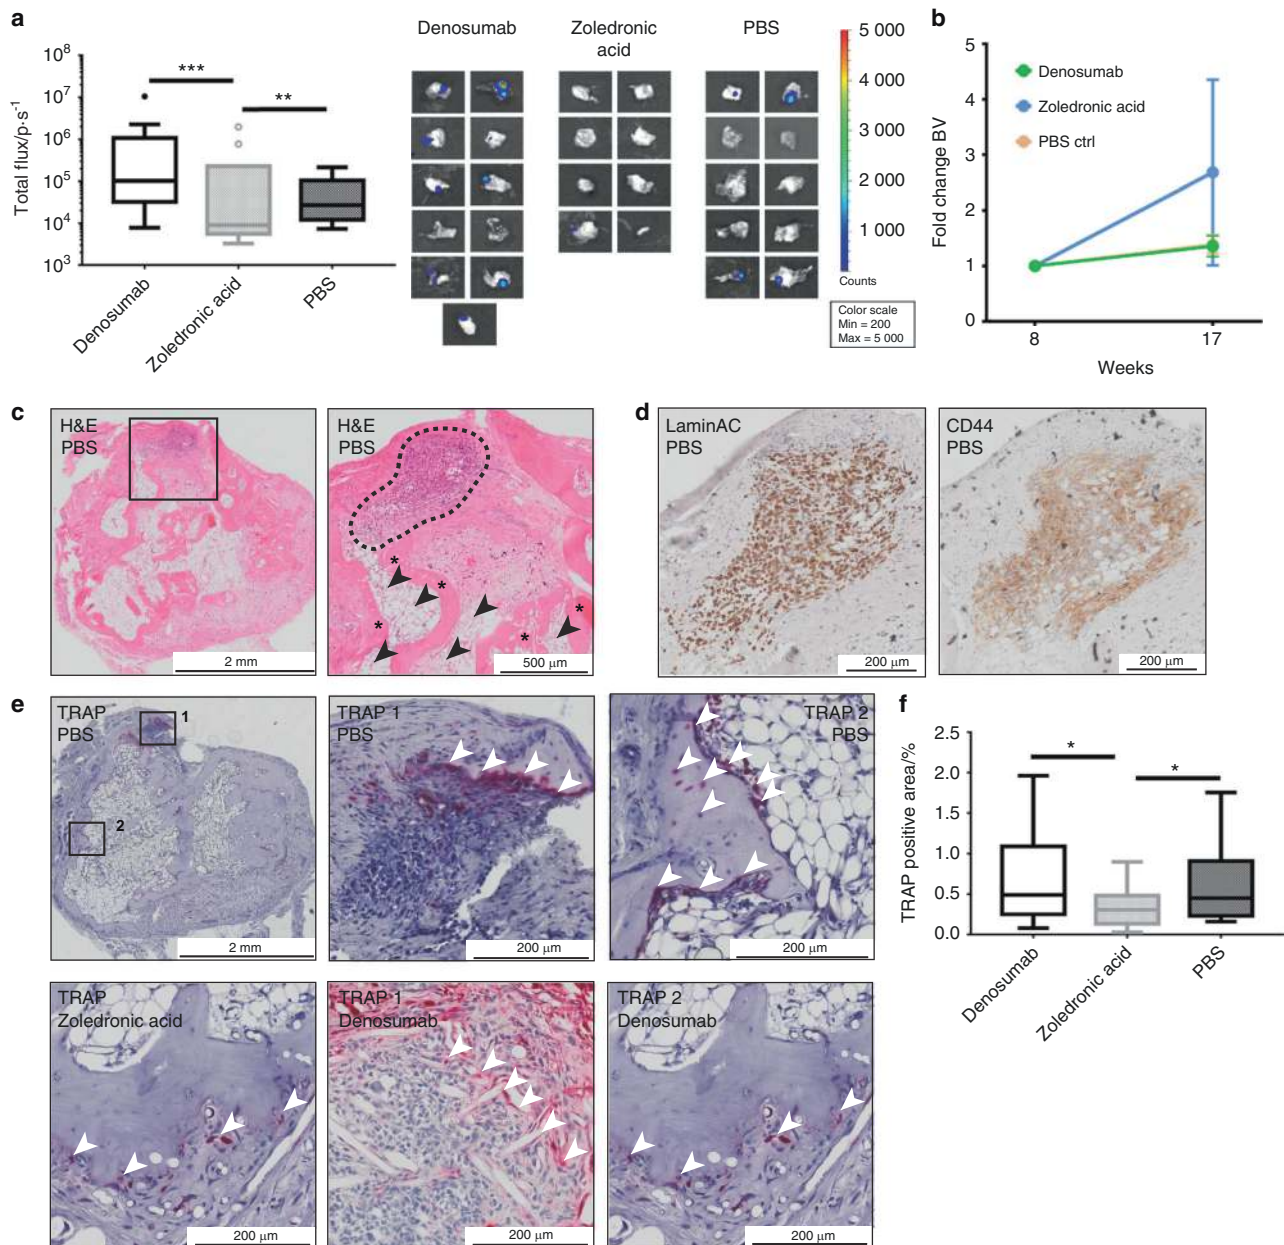 a
Denosumab
Zoledronic
acid
PBS
***
**
Total flux/p·s⁻¹
10⁸
10⁷
10⁶
10⁵
10⁴
10³
Denosumab
Zoledronic acid
PBS
5 000
4 000
3 000
2 000
1 000
Counts
Color scale
Min = 200
Max = 5 000
b
Fold change BV
5
4
3
2
1
0
Denosumab
Zoledronic acid
PBS ctrl
8
17
Weeks
c
H&E
PBS
2 mm
H&E
PBS
*
*
*
*
*
500 μm
d
LaminAC
PBS
200 μm
CD44
PBS
200 μm
e
TRAP
PBS
1
2
2 mm
TRAP 1
PBS
200 μm
TRAP 2
PBS
200 μm
TRAP
Zoledronic acid
200 μm
TRAP 1
Denosumab
200 μm
TRAP 2
Denosumab
200 μm
f
TRAP positive area/%
2.5
2.0
1.5
1.0
0.5
0.0
*
*
Denosumab
Zoledronic acid
PBS